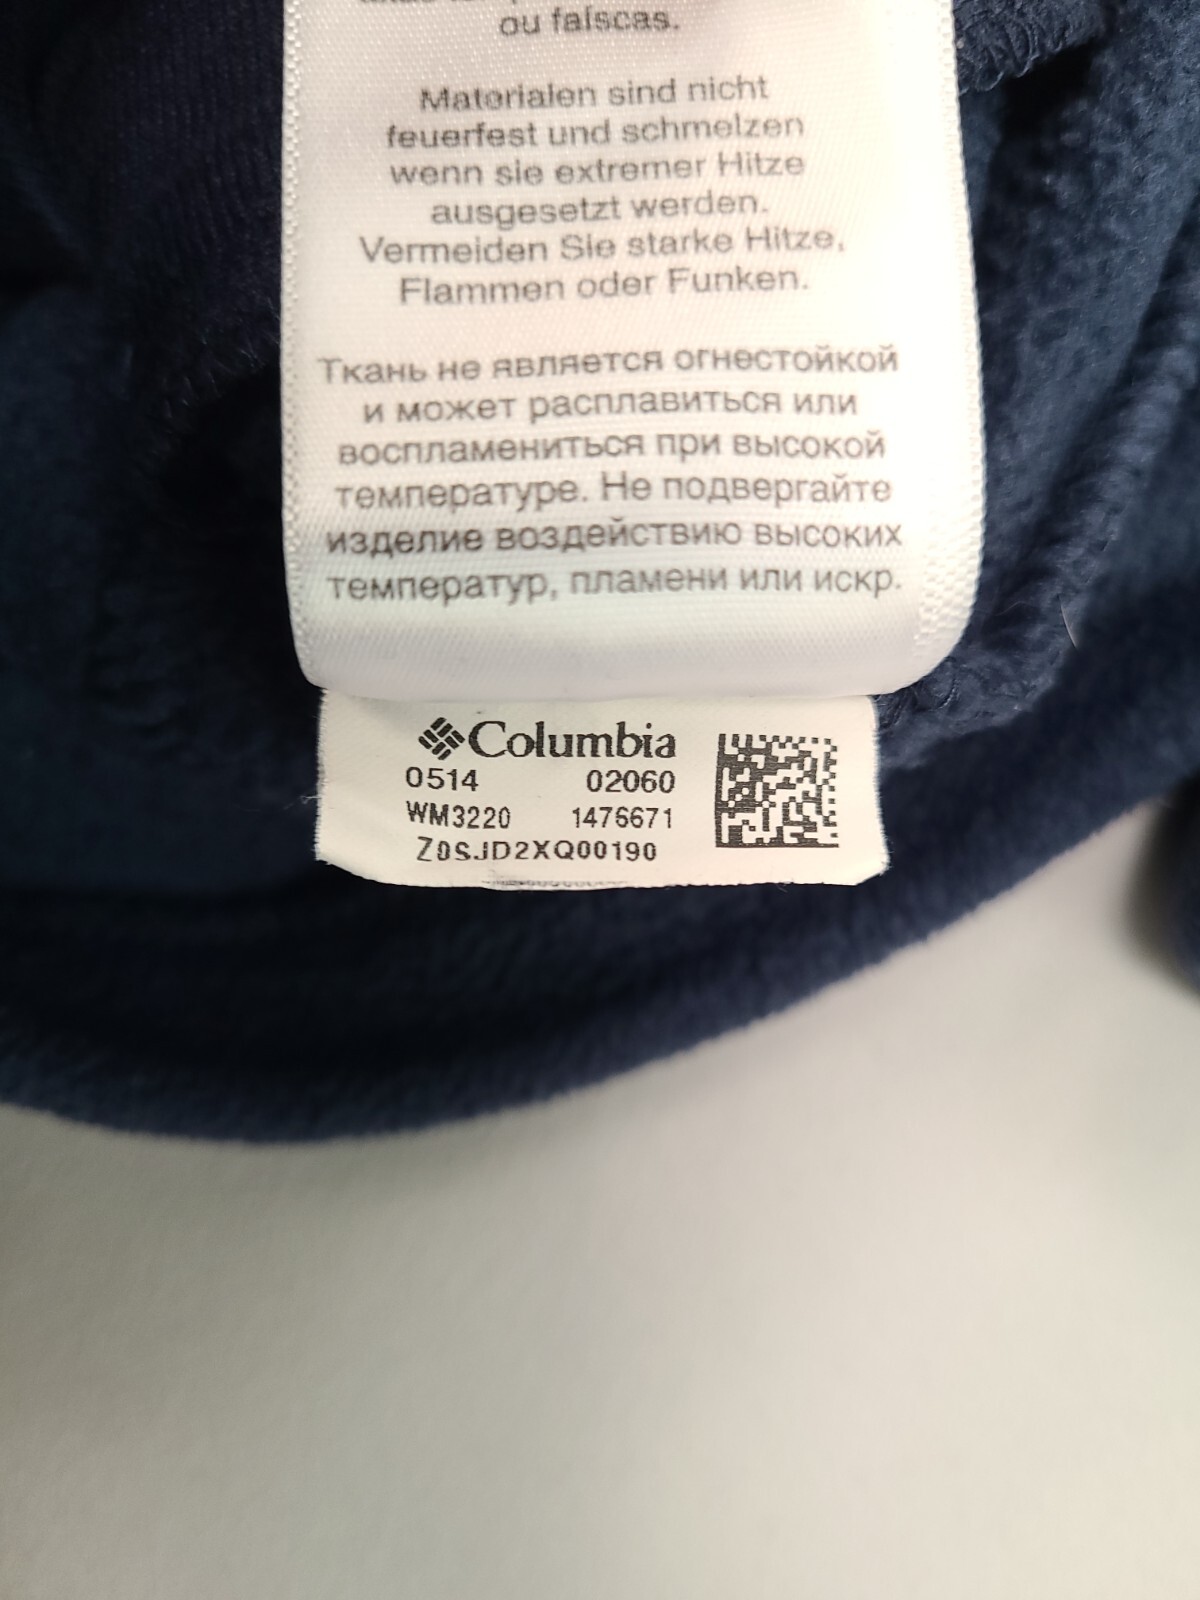 ou faíscas.
Materialen sind nicht
feuerfest und schmelzen
wenn sie extremer Hitze
ausgesetzt werden.
Vermeiden Sie starke Hitze,
Flammen oder Funken.
Ткань не является огнестойкой
и может расплавиться или
воспламениться при высокой
температуре. Не подвергайте
изделие воздействию высоких
температур, пламени или искр.
Columbia
0514 02060
WM3220 1476671
Z0SJD2XQ00190